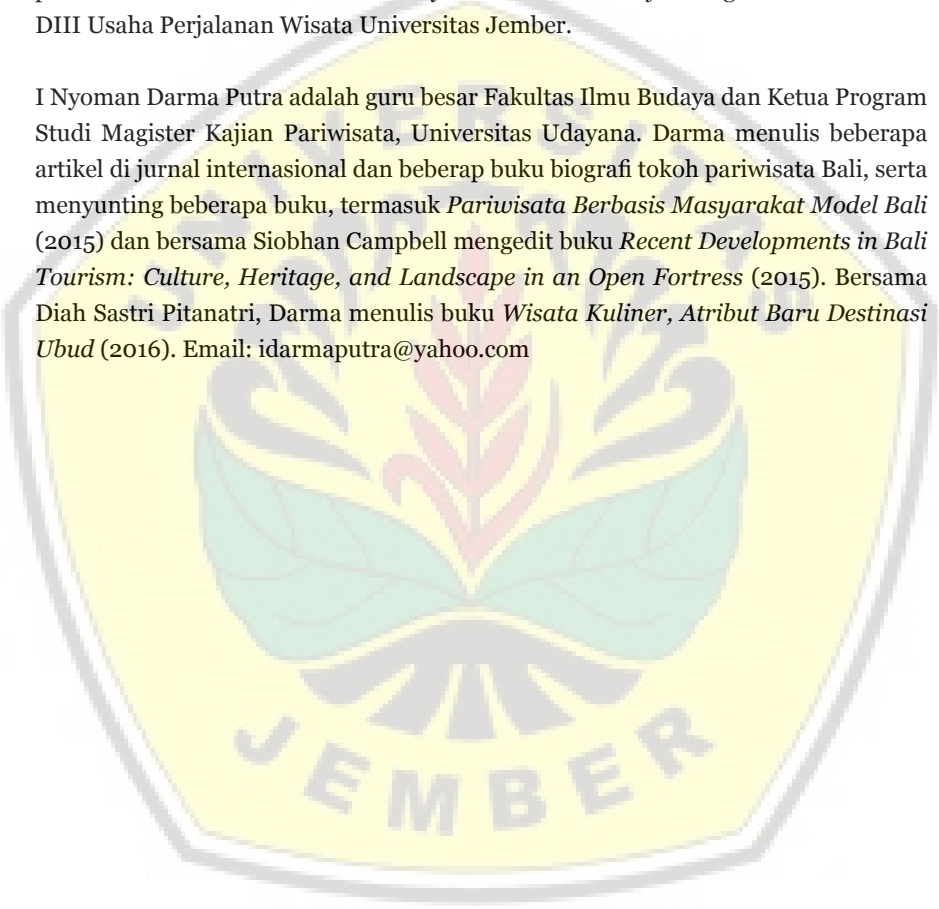 DIII Usaha Perjalanan Wisata Universitas Jember.
I Nyoman Darma Putra adalah guru besar Fakultas Ilmu Budaya dan Ketua Program
Studi Magister Kajian Pariwisata, Universitas Udayana. Darma menulis beberapa
artikel di jurnal internasional dan beberap buku biografi tokoh pariwisata Bali, serta
menyunting beberapa buku, termasuk Pariwisata Berbasis Masyarakat Model Bali
(2015) dan bersama Siobhan Campbell mengedit buku Recent Developments in Bali
Tourism: Culture, Heritage, and Landscape in an Open Fortress (2015). Bersama
Diah Sastri Pitanatri, Darma menulis buku Wisata Kuliner, Atribut Baru Destinasi
Ubud (2016). Email: idarmaputra@yahoo.com
UNIVERSITAS
JEMBER